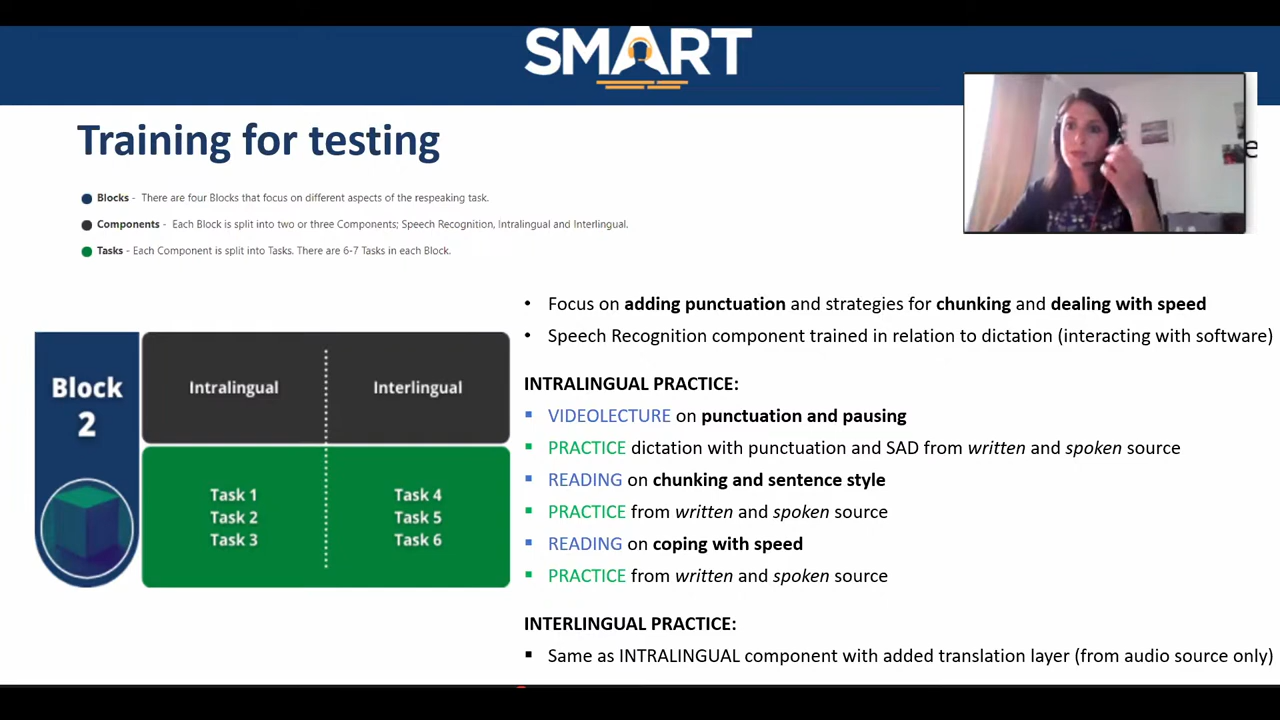 SMART
Training for testing
Blocks - There are four Blocks that focus on different aspects of the respeaking task.
Components - Each Block is split into two or three Components; Speech Recognition, Intralingual and Interlingual.
Tasks - Each Component is split into Tasks. There are 6-7 Tasks in each Block.
Block
2
Intralingual
Interlingual
Task 1
Task 2
Task 3
Task 4
Task 5
Task 6
• Focus on adding punctuation and strategies for chunking and dealing with speed
• Speech Recognition component trained in relation to dictation (interacting with software)
INTRALINGUAL PRACTICE:
▪ VIDEOLECTURE on punctuation and pausing
▪ PRACTICE dictation with punctuation and SAD from written and spoken source
▪ READING on chunking and sentence style
▪ PRACTICE from written and spoken source
▪ READING on coping with speed
▪ PRACTICE from written and spoken source
INTERLINGUAL PRACTICE:
▪ Same as INTRALINGUAL component with added translation layer (from audio source only)